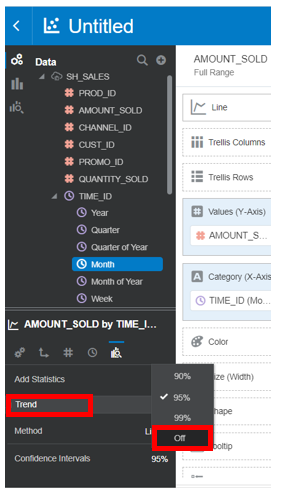 Untitled
Data
SH_SALES
PROD_ID
AMOUNT_SOLD
CHANNEL_ID
CUST_ID
PROMO_ID
QUANTITY_SOLD
TIME_ID
Year
Quarter
Quarter of Year
Month
Month of Year
Week
AMOUNT_SOLD by TIME_I...
Add Statistics
Trend
Method
Li
Confidence Intervals
95%
90%
95%
99%
Off
AMOUNT_SOLD
Full Range
Line
Trellis Columns
Trellis Rows
Values (Y-Axis)
AMOUNT_S...
A Category (X-Axis
TIME_ID (Mo...
Color
ize (Width)
hape
ooltip